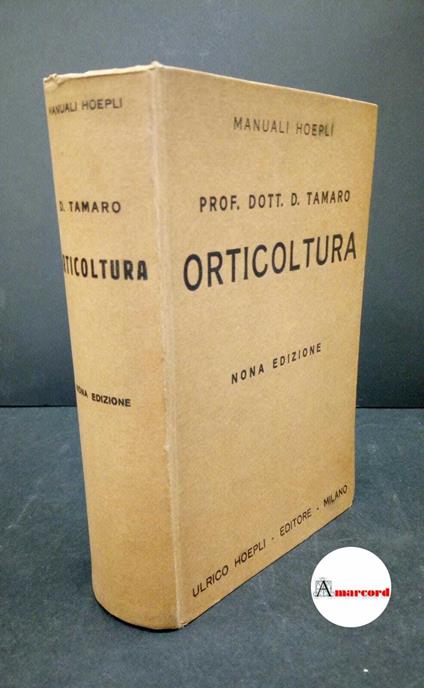 MANUALI HOEPLI
D. TAMARO
ORTICOLTURA
NONA EDIZIONE
MANUALI HOEPLI
PROF. DOTT. D. TAMARO
ORTICOLTURA
NONA EDIZIONE
ULRICO HOEPLI - EDITORE - MILANO
Amarcord